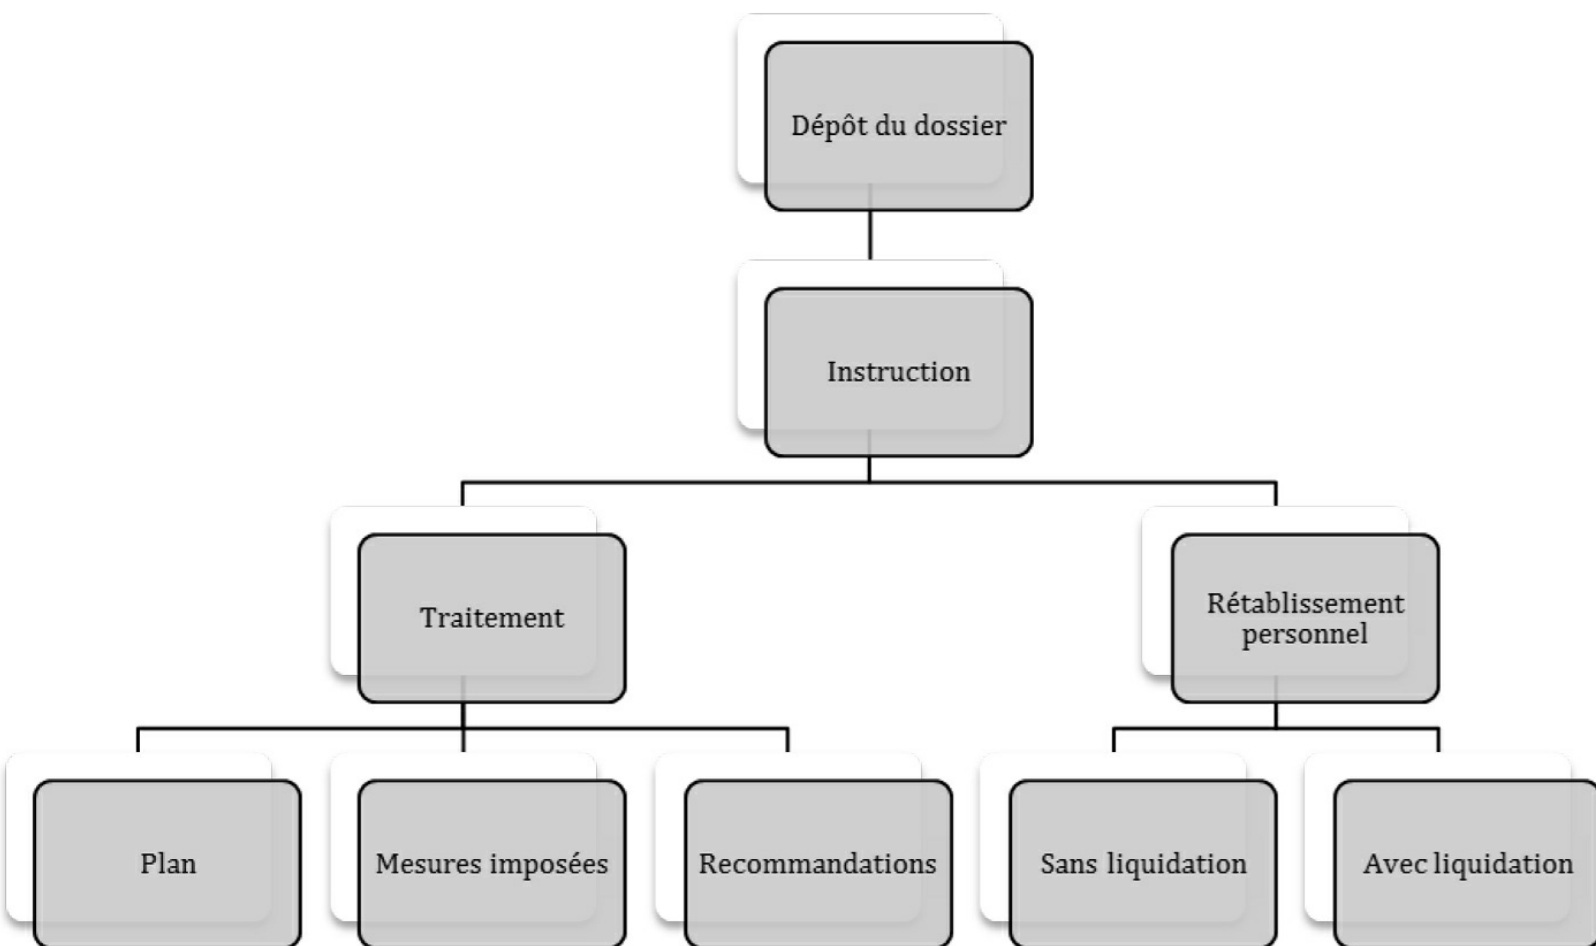 Dépôt du dossier
Instruction
Traitement
Rétablissement
personnel
Plan
Mesures imposées
Recommandations
Sans liquidation
Avec liquidation